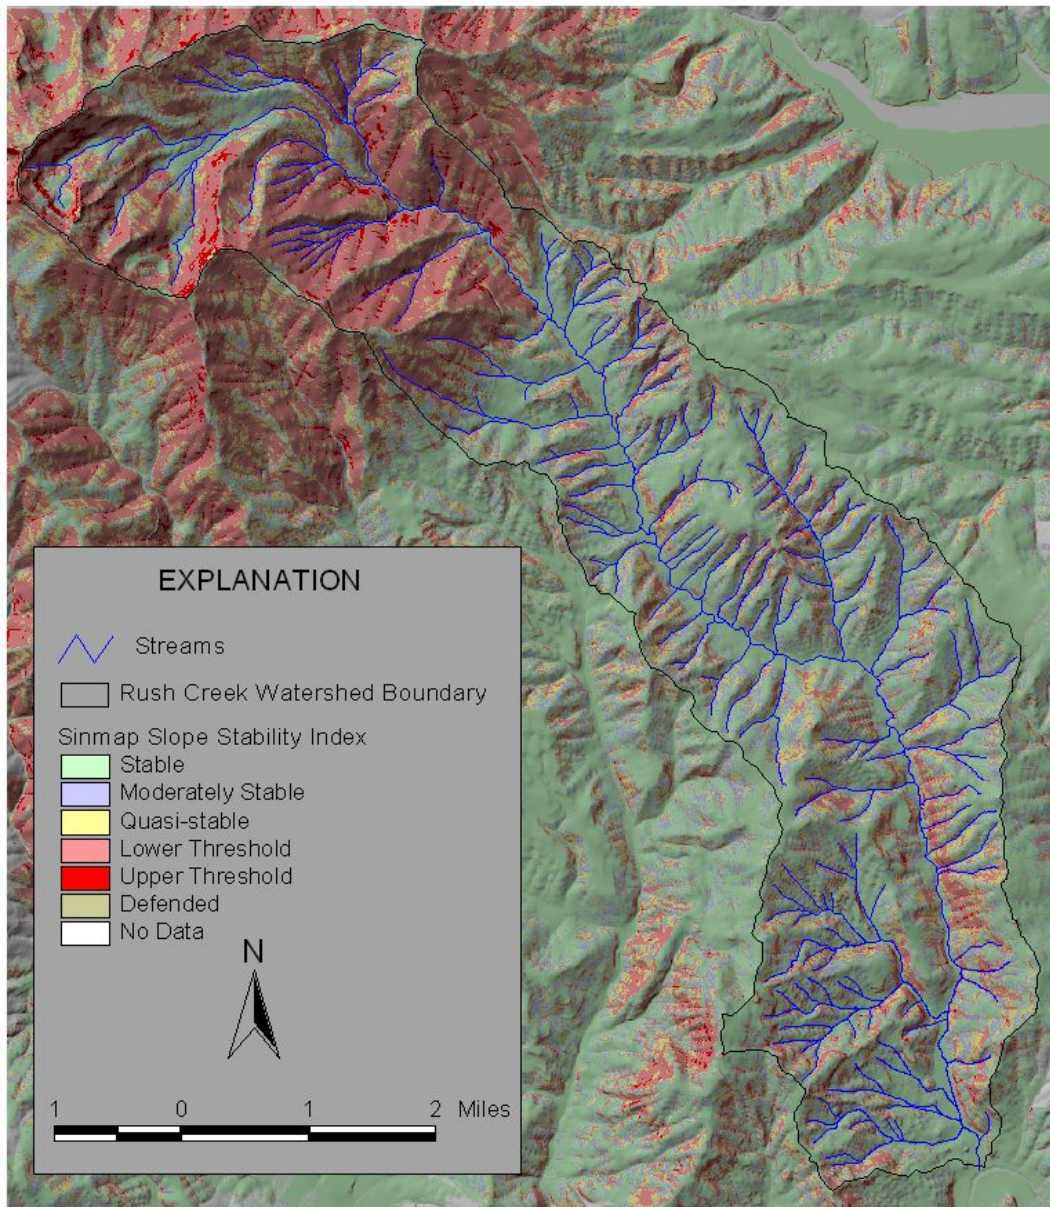 EXPLANATION
Streams
Rush Creek Watershed Boundary
Sinmap Slope Stability Index
Stable
Moderately Stable
Quasi-stable
Lower Threshold
Upper Threshold
Defended
No Data
N
1 0 1 2 Miles